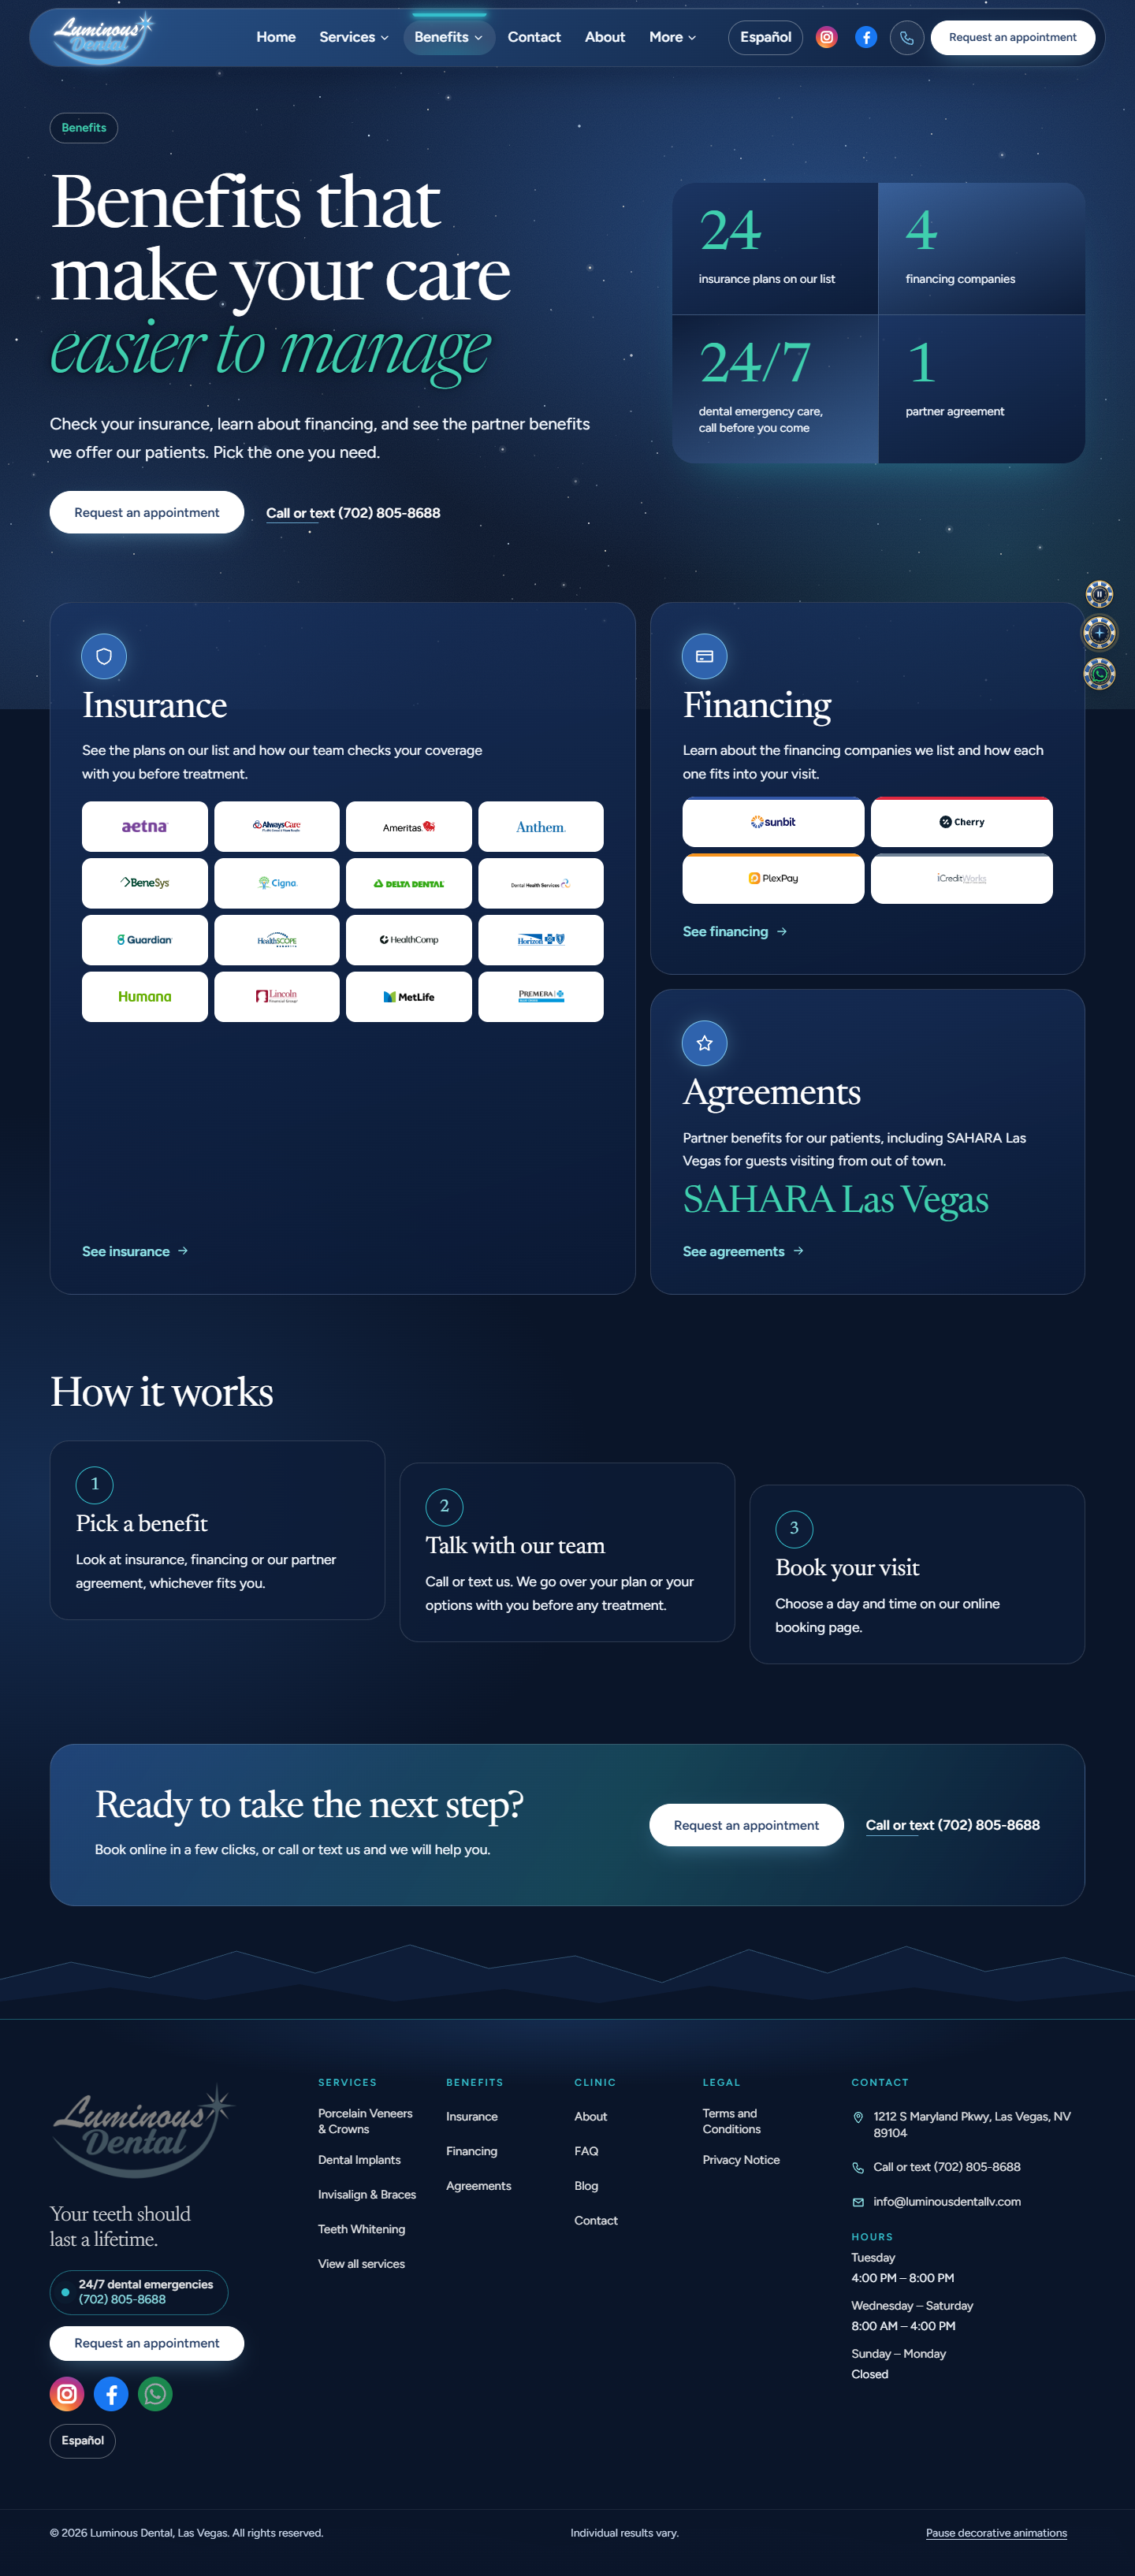 Luminous
Dental
Home
Services
Benefits
Contact
About
More
Español
Request an appointment
Benefits
Benefits that
make your care
easier to manage
Check your insurance, learn about financing, and see the partner benefits
we offer our patients. Pick the one you need.
Request an appointment
Call or text (702) 805-8688
24
insurance plans on our list
4
financing companies
24/7
dental emergency care,
call before you come
1
partner agreement
Insurance
See the plans on our list and how our team checks your coverage
with you before treatment.
aetna
AlwaysCare
Ameritas
Anthem
BeneSys
Cigna
DELTA DENTAL
Dental Health Services
Guardian
HealthSCOPE
BENEFITS
HealthComp
Horizon
Humana
Lincoln
Financial Group
MetLife
PREMERA
See insurance
Financing
Learn about the financing companies we list and how each
one fits into your visit.
sunbit
Cherry
PlexPay
iCreditWorks
See financing
Agreements
Partner benefits for our patients, including SAHARA Las
Vegas for guests visiting from out of town.
SAHARA Las Vegas
See agreements
How it works
1
Pick a benefit
Look at insurance, financing or our partner
agreement, whichever fits you.
2
Talk with our team
Call or text us. We go over your plan or your
options with you before any treatment.
3
Book your visit
Choose a day and time on our online
booking page.
Ready to take the next step?
Book online in a few clicks, or call or text us and we will help you.
Request an appointment
Call or text (702) 805-8688
Luminous
Dental
Your teeth should
last a lifetime.
24/7 dental emergencies
(702) 805-8688
Request an appointment
Español
SERVICES
Porcelain Veneers
& Crowns
Dental Implants
Invisalign & Braces
Teeth Whitening
View all services
BENEFITS
Insurance
Financing
Agreements
CLINIC
About
FAQ
Blog
Contact
LEGAL
Terms and
Conditions
Privacy Notice
CONTACT
1212 S Maryland Pkwy, Las Vegas, NV
89104
Call or text (702) 805-8688
info@luminousdentallv.com
HOURS
Tuesday
4:00 PM – 8:00 PM
Wednesday – Saturday
8:00 AM – 4:00 PM
Sunday – Monday
Closed
© 2026 Luminous Dental, Las Vegas. All rights reserved.
Individual results vary.
Pause decorative animations